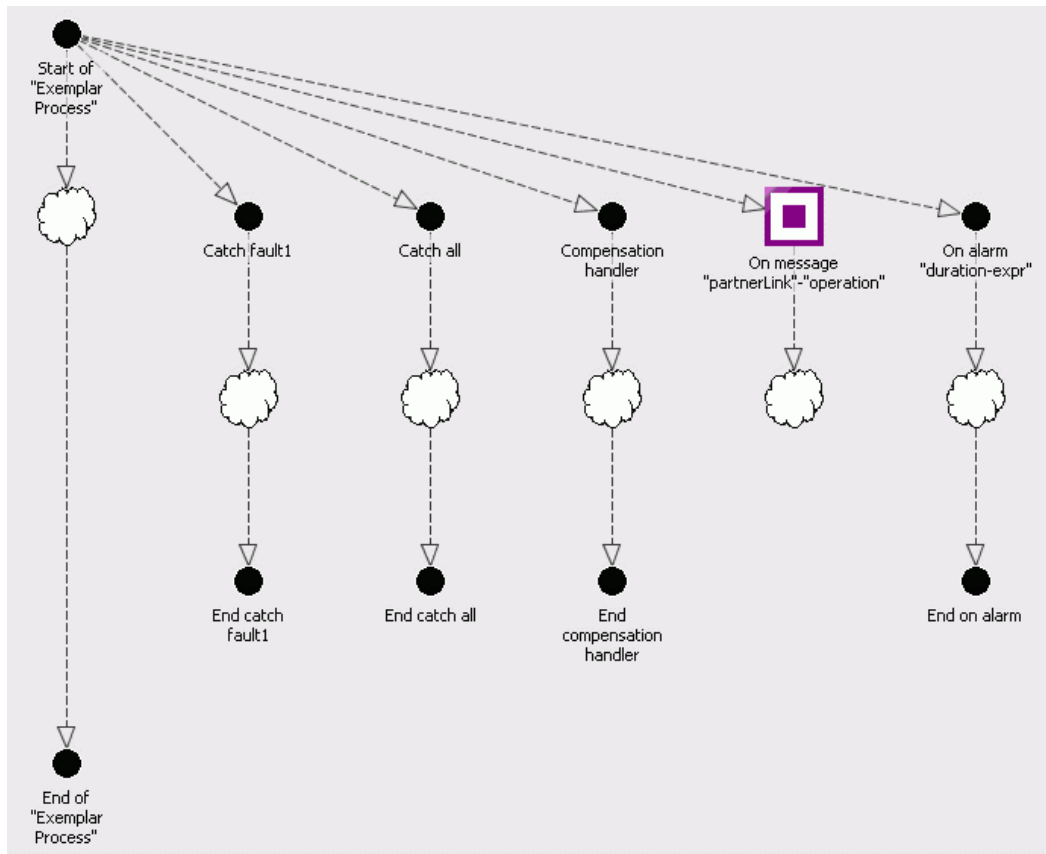 Start of
"Exemplar
Process"
Catch fault1
Catch all
Compensation
handler
On message
"partnerLink"-"operation"
On alarm
"duration-expr"
End catch
fault1
End catch all
End
compensation
handler
End on alarm
End of
"Exemplar
Process"